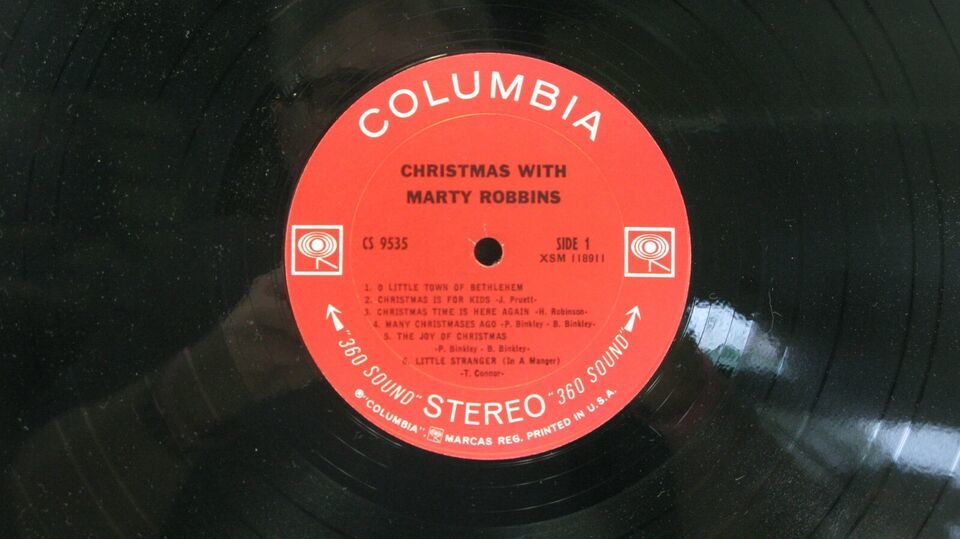 COLUMBIA
CHRISTMAS WITH
MARTY ROBBINS
CS 9535
SIDE 1
XSM 118911
1. O LITTLE TOWN OF BETHLEHEM
2. CHRISTMAS IS FOR KIDS -J. Pruett-
3. CHRISTMAS TIME IS HERE AGAIN -H. Robinson-
4. MANY CHRISTMASES AGO -P. Binkley - B. Binkley-
5. THE JOY OF CHRISTMAS
-P. Binkley - B. Binkley-
6. LITTLE STRANGER (In A Manger)
-T. Connor-
"360 SOUND" STEREO "360 SOUND"
®"COLUMBIA", MARCAS REG. PRINTED IN U.S.A.